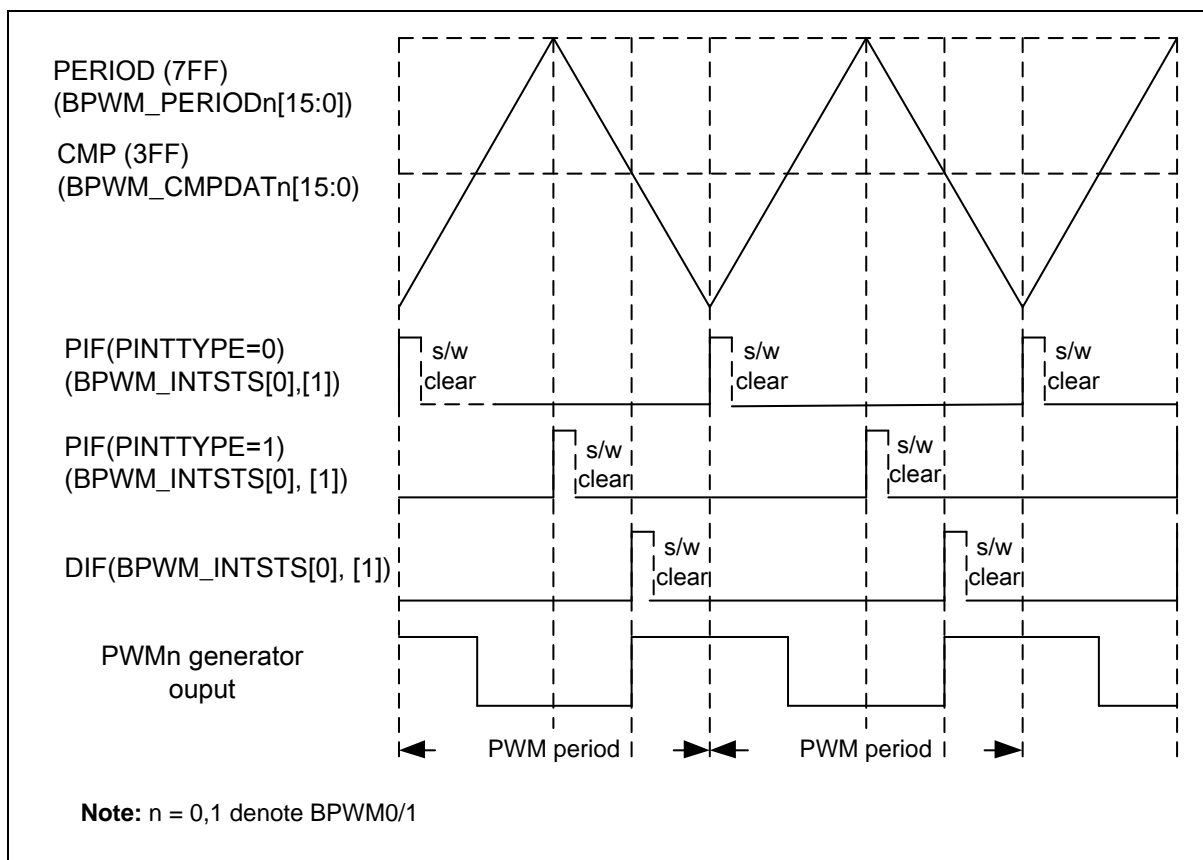 PERIOD (7FF)
(BPWM_PERIODn[15:0])
CMP (3FF)
(BPWM_CMPDATn[15:0)
PIF(PINTTYPE=0)
(BPWM_INTSTS[0],[1])
s/w
clear
s/w
clear
s/w
clear
PIF(PINTTYPE=1)
(BPWM_INTSTS[0], [1])
s/w
clear
s/w
clear
DIF(BPWM_INTSTS[0], [1])
s/w
clear
s/w
clear
PWMn generator
ouput
PWM period
PWM period
Note: n = 0,1 denote BPWM0/1